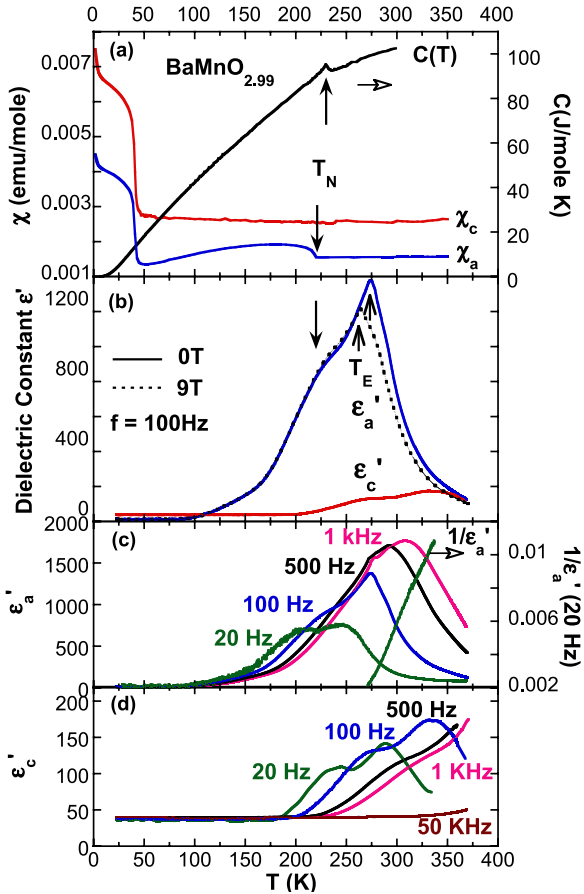 0 50 100 150 200 250 300 350 400
(a)
BaMnO2.99
C(T)
0.007
0.005
0.003
0.001
χ (emu/mole)
100
80
60
40
20
0
C(J/mole K)
TN
χc
χa
(b)
0T
9T
f = 100Hz
TE
εa'
εc'
1200
800
400
0
Dielectric Constant ε'
(c)
1 kHz
500 Hz
100 Hz
20 Hz
1/εa'
2000
1500
1000
500
0
εa'
0.01
0.006
0.002
1/εa' (20 Hz)
(d)
500 Hz
100 Hz
20 Hz
1 KHz
50 KHz
200
150
100
50
0
εc'
0 50 100 150 200 250 300 350 400
T (K)